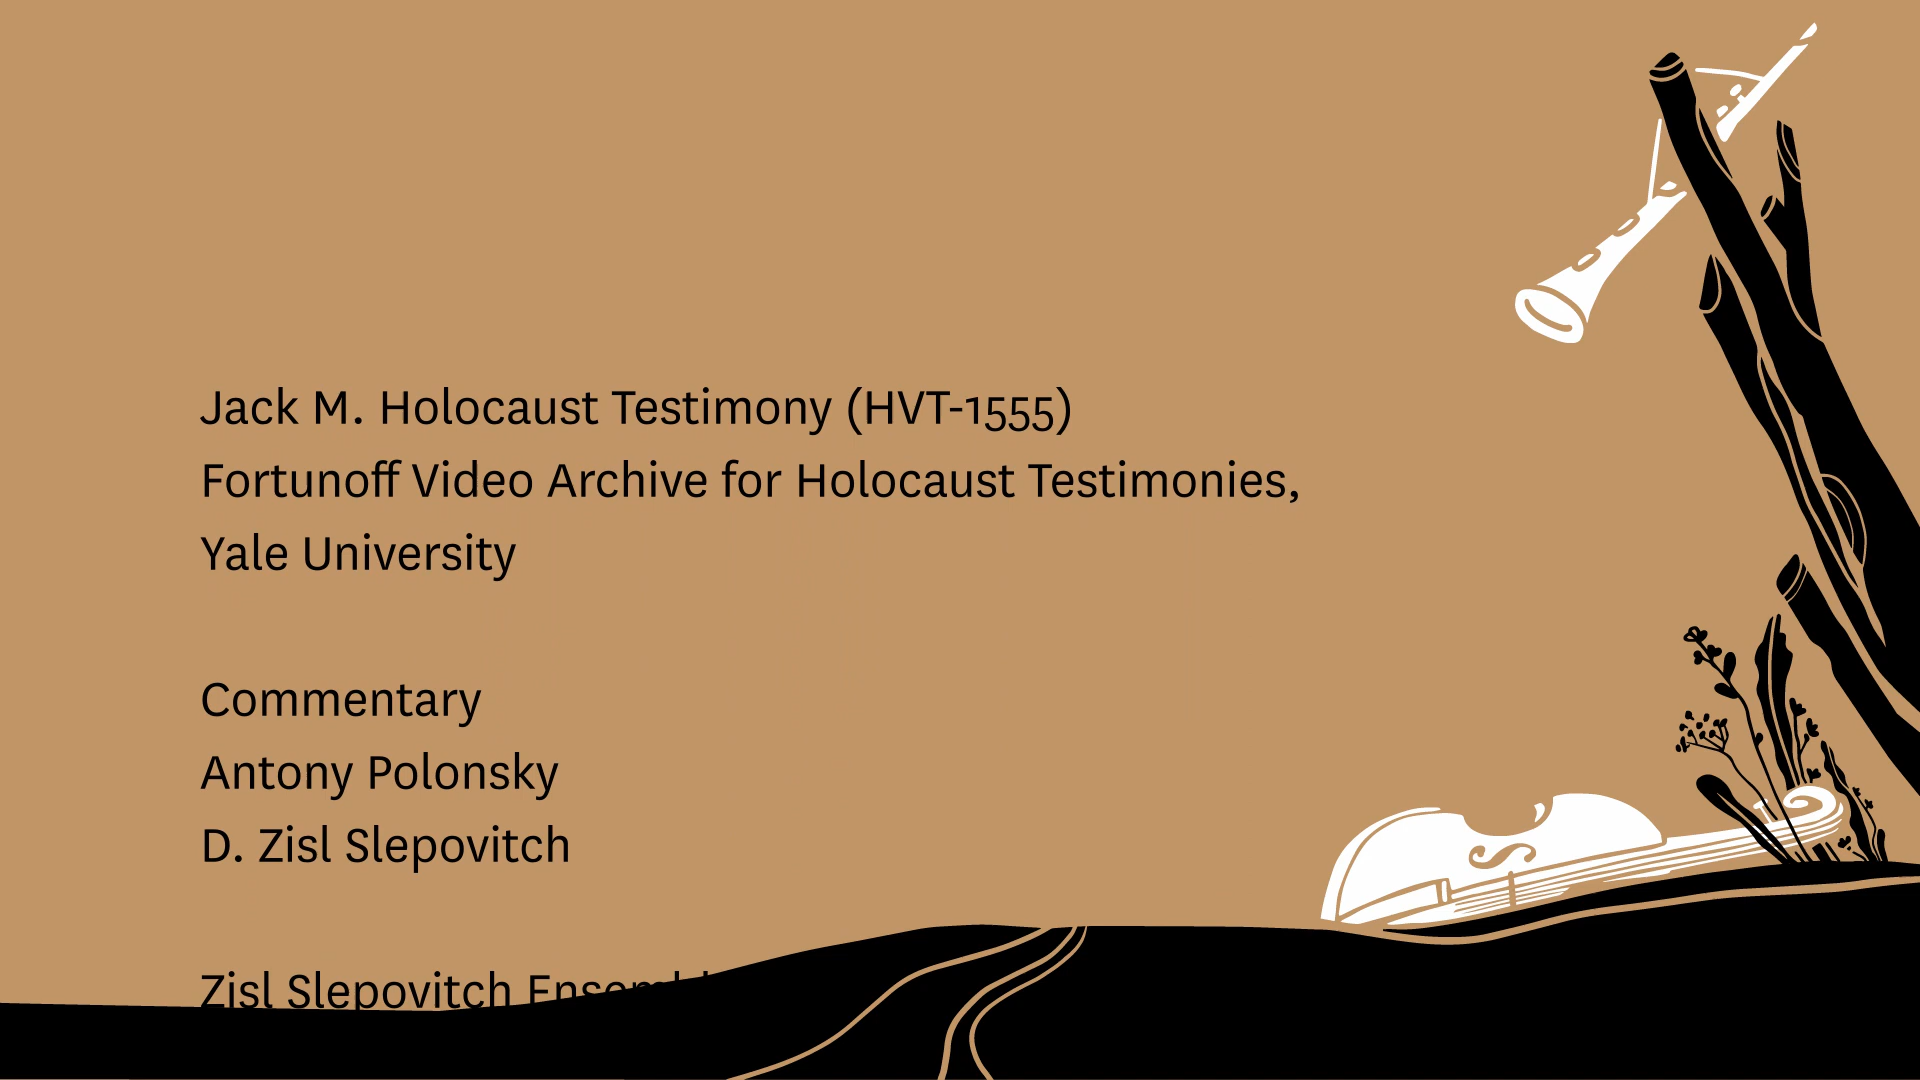 Jack M. Holocaust Testimony (HVT-1555)
Fortunoff Video Archive for Holocaust Testimonies,
Yale University
Commentary
Antony Polonsky
D. Zisl Slepovitch
Zisl Slepovitch